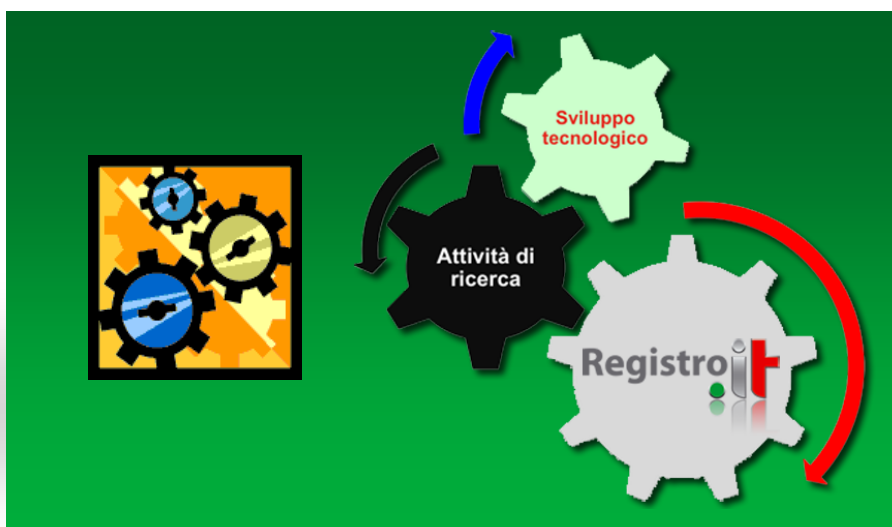 Sviluppo
tecnologico
Attività di
ricerca
Registro.it